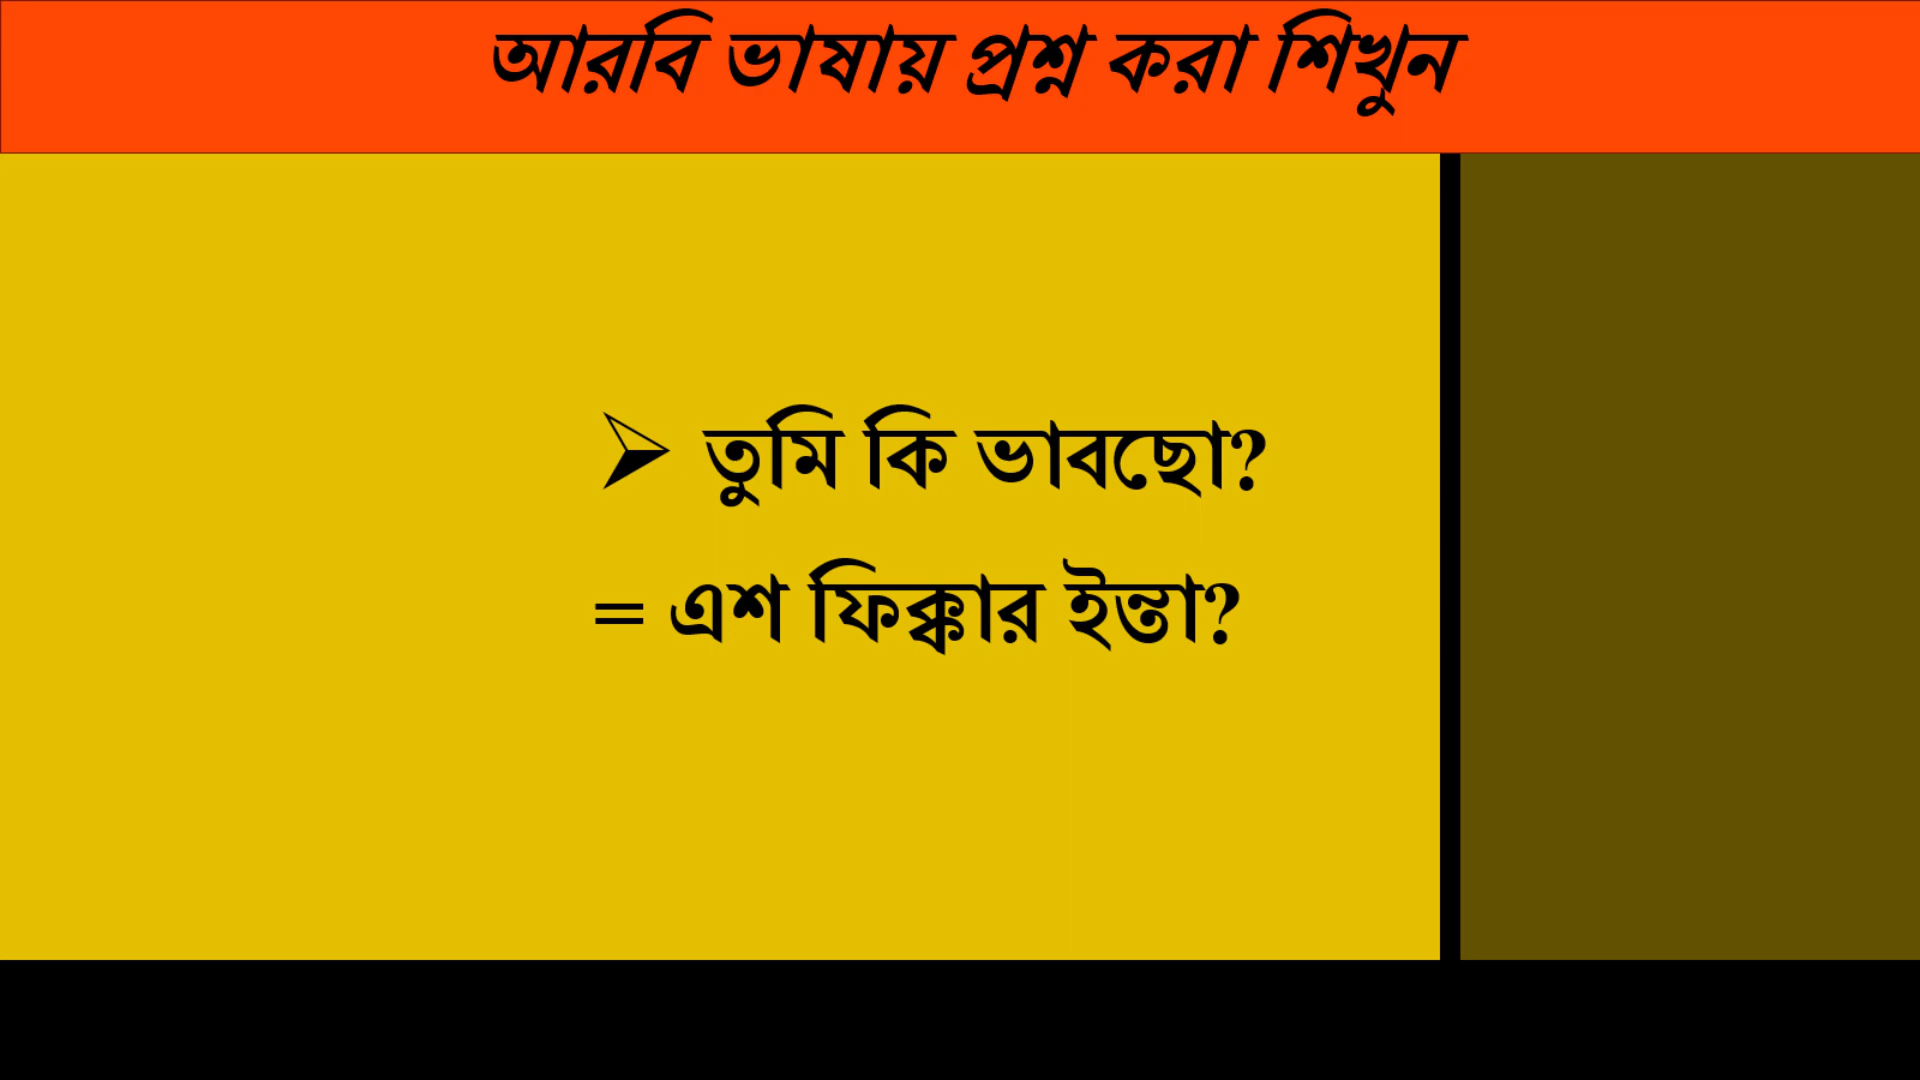 আরবি ভাষায় প্রশ্ন করা শিখুন
➢ তুমি কি ভাবছো?
= এশ ফিক্কার ইন্তা?